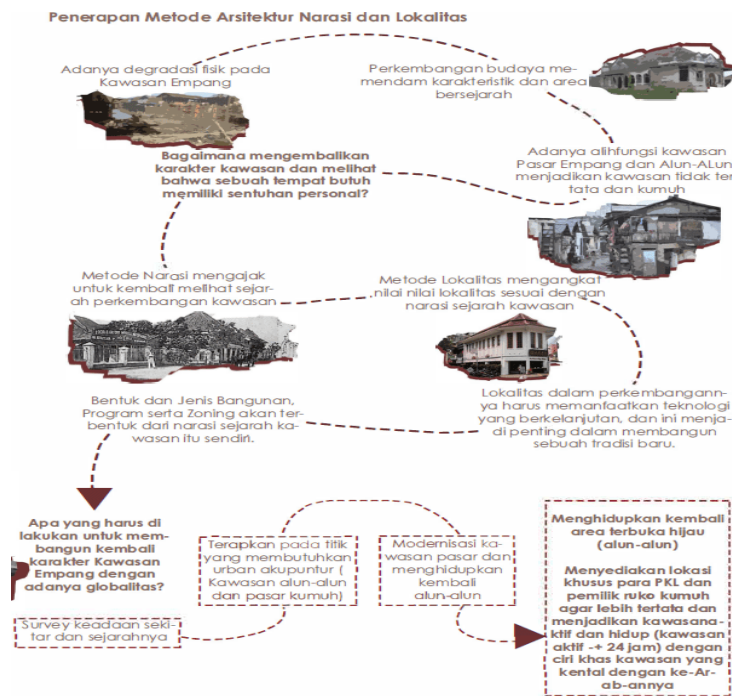 Penerapan Metode Arsitektur Narasi dan Lokalitas
Adanya degradasi fisik pada
Kawasan Empang
Perkembangan budaya me-
mendam karakteristik dan area
bersejarah
Adanya alihfungsi kawasan
Pasar Empang dan Alun-ALun
menjadikan kawasan tidak ter
tata dan kumuh
Bagaimana mengembalikan
karakter kawasan dan melihat
bahwa sebuah tempat butuh
memiliki sentuhan personal?
Metode Narasi mengajak
untuk kembali melihat sejar-
ah perkembangan kawasan
Metode Lokalitas mengangkat
nilai nilai lokalitas sesuai dengan
narasi sejarah kawasan
Bentuk dan Jenis Bangunan,
Program serta Zoning akan ter-
bentuk dari narasi sejarah ka-
wasan itu sendiri.
Lokalitas dalam perkembangann-
ya harus memanfaatkan teknologi
yang berkelanjutan, dan ini menja-
di penting dalam membangun
sebuah tradisi baru.
Apa yang harus di
lakukan untuk mem-
bangun kembali
karakter Kawasan
Empang dengan
adanya globalitas?
Survey keadaan seki-
tar dan sejarahnya
Terapkan pada titik
yang membutuhkan
urban akupuntur (
Kawasan alun-alun
dan pasar kumuh)
Modernisasi ka-
wasan pasar dan
menghidupkan
kembali
alun-alun
Menghidupkan kembali
area terbuka hijau
(alun-alun)
Menyediakan lokasi
khusus para PKL dan
pemilik ruko kumuh
agar lebih tertata dan
menjadikan kawasana-
aktif dan hidup (kawasan
aktif -+ 24 jam) dengan
ciri khas kawasan yang
kental dengan ke-Ar-
ab-annya